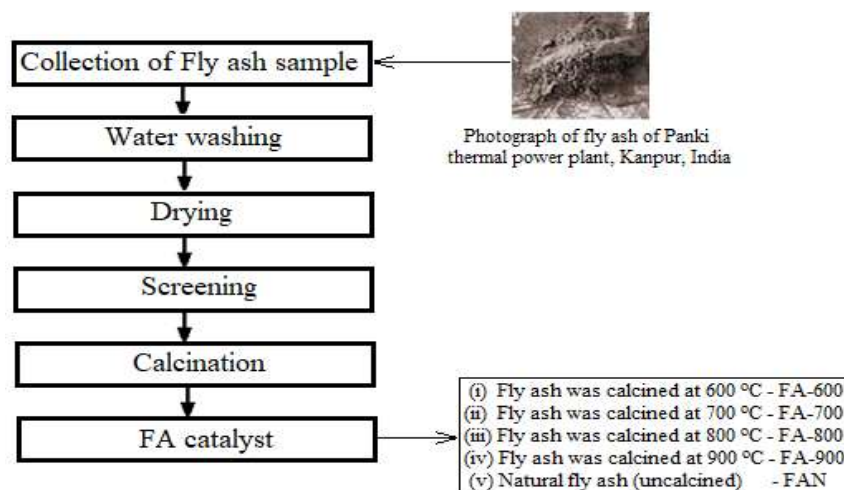 Collection of Fly ash sample
Photograph of fly ash of Panki
thermal power plant, Kanpur, India
Water washing
Drying
Screening
Calcination
FA catalyst
(i) Fly ash was calcined at 600 °C - FA-600
(ii) Fly ash was calcined at 700 °C - FA-700
(iii) Fly ash was calcined at 800 °C - FA-800
(iv) Fly ash was calcined at 900 °C - FA-900
(v) Natural fly ash (uncalcined) - FAN